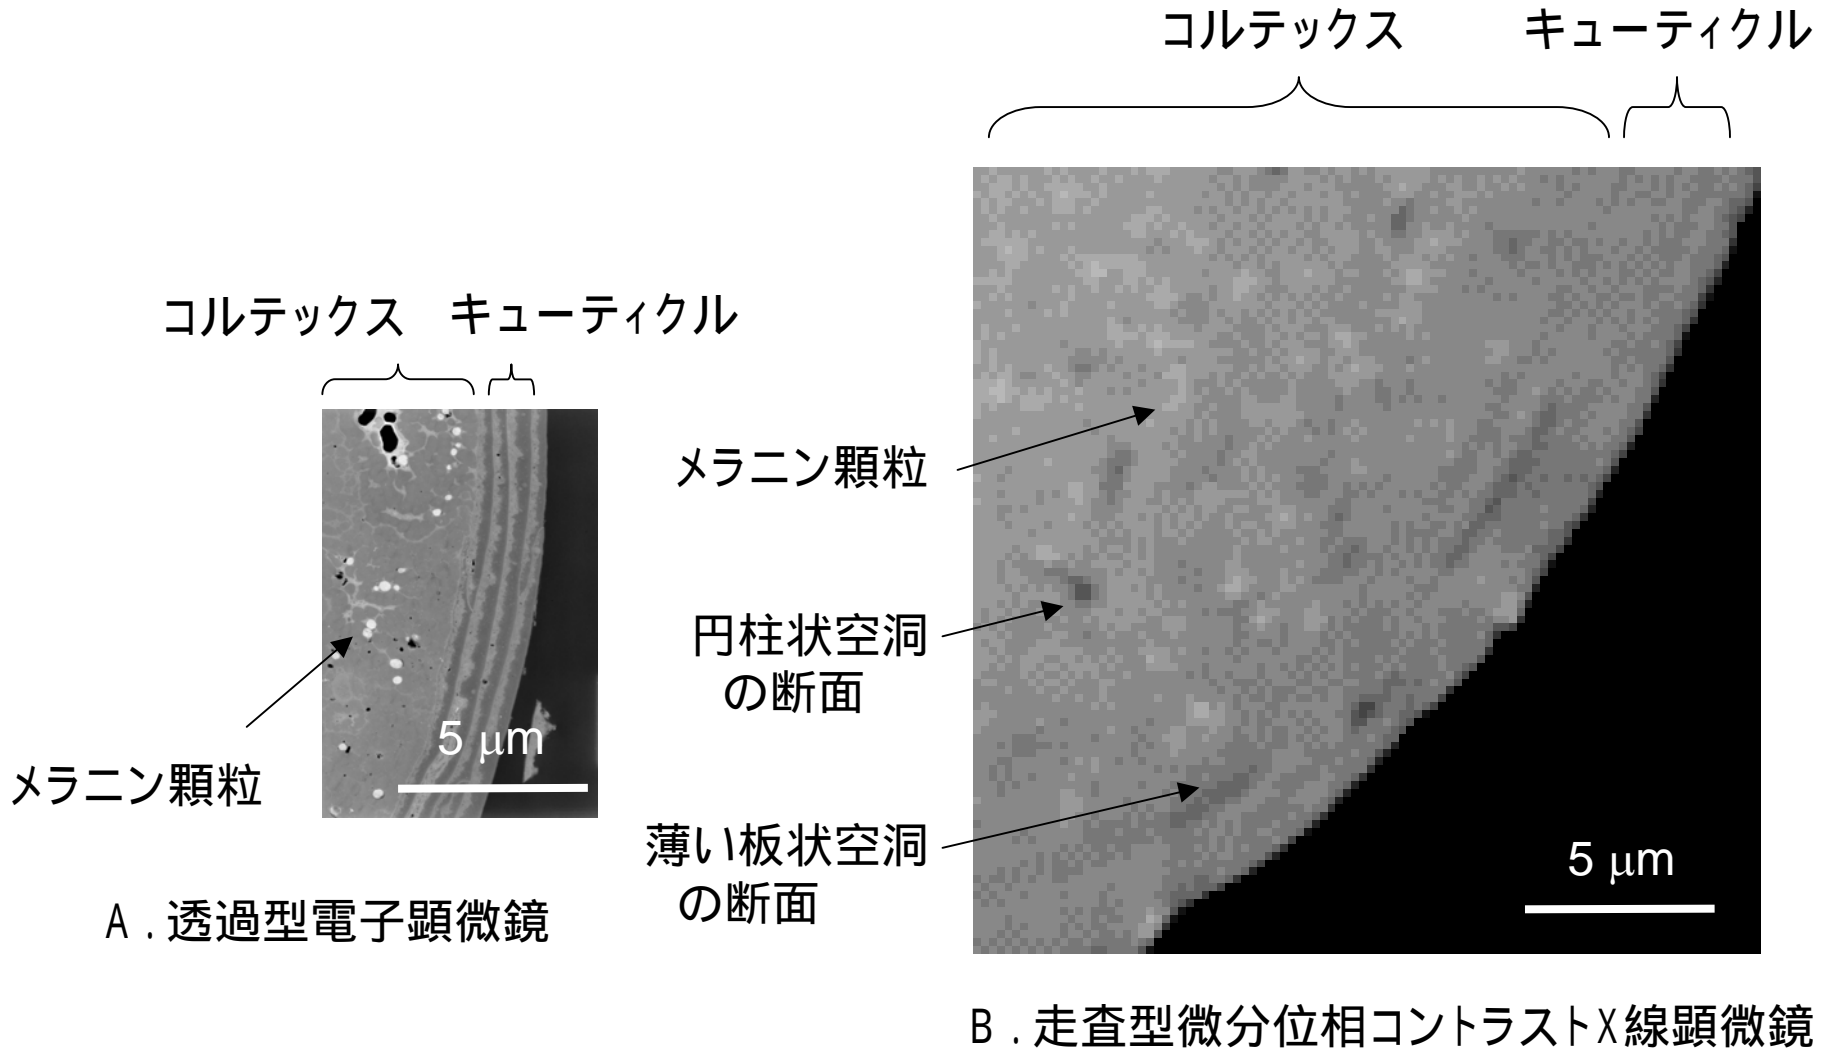 コルテックス キューティクル
コルテックス キューティクル
メラニン顆粒
円柱状空洞
の断面
5 μm
メラニン顆粒
薄い板状空洞
の断面
5 μm
A．透過型電子顕微鏡
B．走査型微分位相コントラストX線顕微鏡